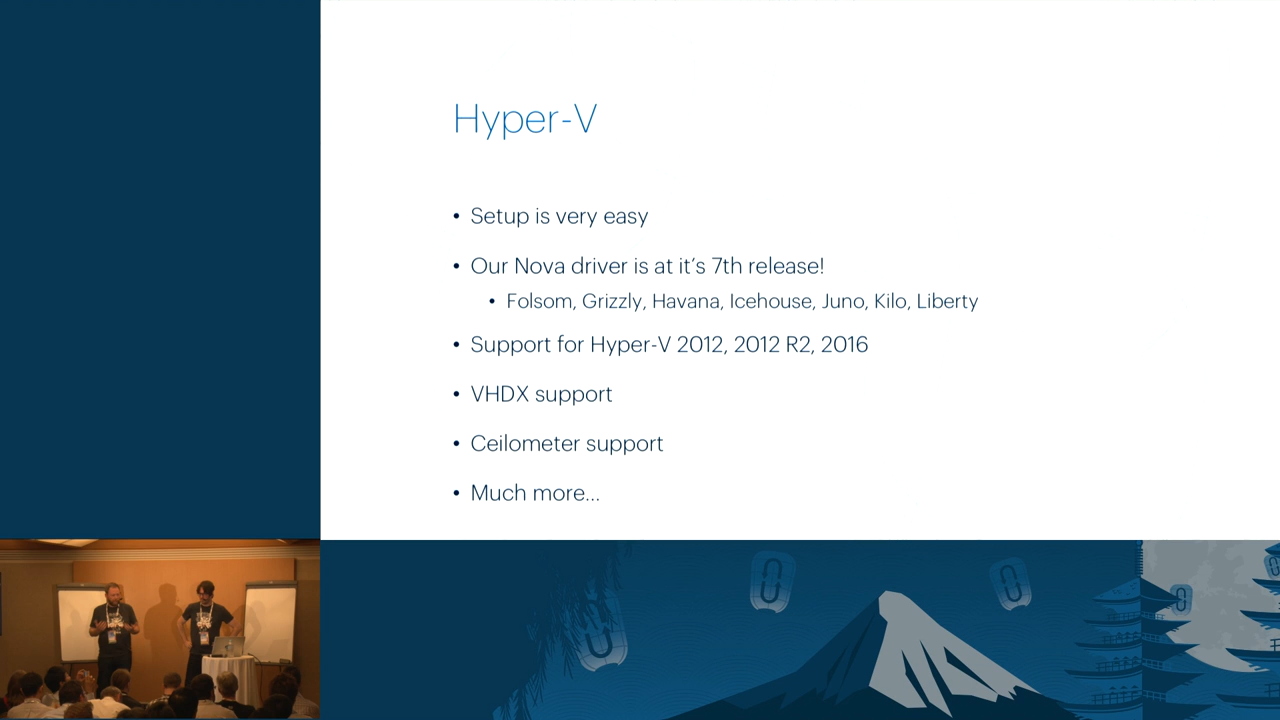 Hyper-V
• Setup is very easy
• Our Nova driver is at it’s 7th release!
• Folsom, Grizzly, Havana, Icehouse, Juno, Kilo, Liberty
• Support for Hyper-V 2012, 2012 R2, 2016
• VHDX support
• Ceilometer support
• Much more...